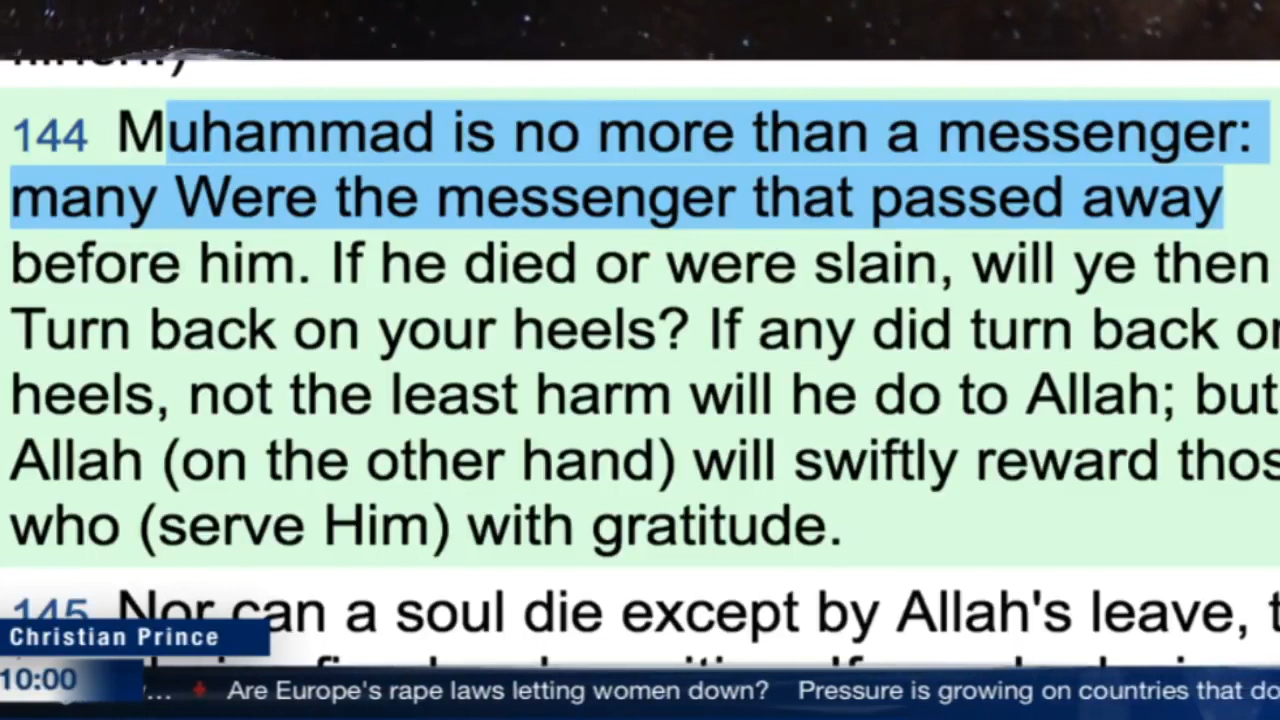 144 Muhammad is no more than a messenger:
many Were the messenger that passed away
before him. If he died or were slain, will ye then
Turn back on your heels? If any did turn back
heels, not the least harm will he do to Allah; but
Allah (on the other hand) will swiftly reward
who (serve Him) with gratitude.
145 Nor can a soul die except by Allah's leave,
Christian Prince
10:00
... Are Europe's rape laws letting women down? Pressure is growing on countries that